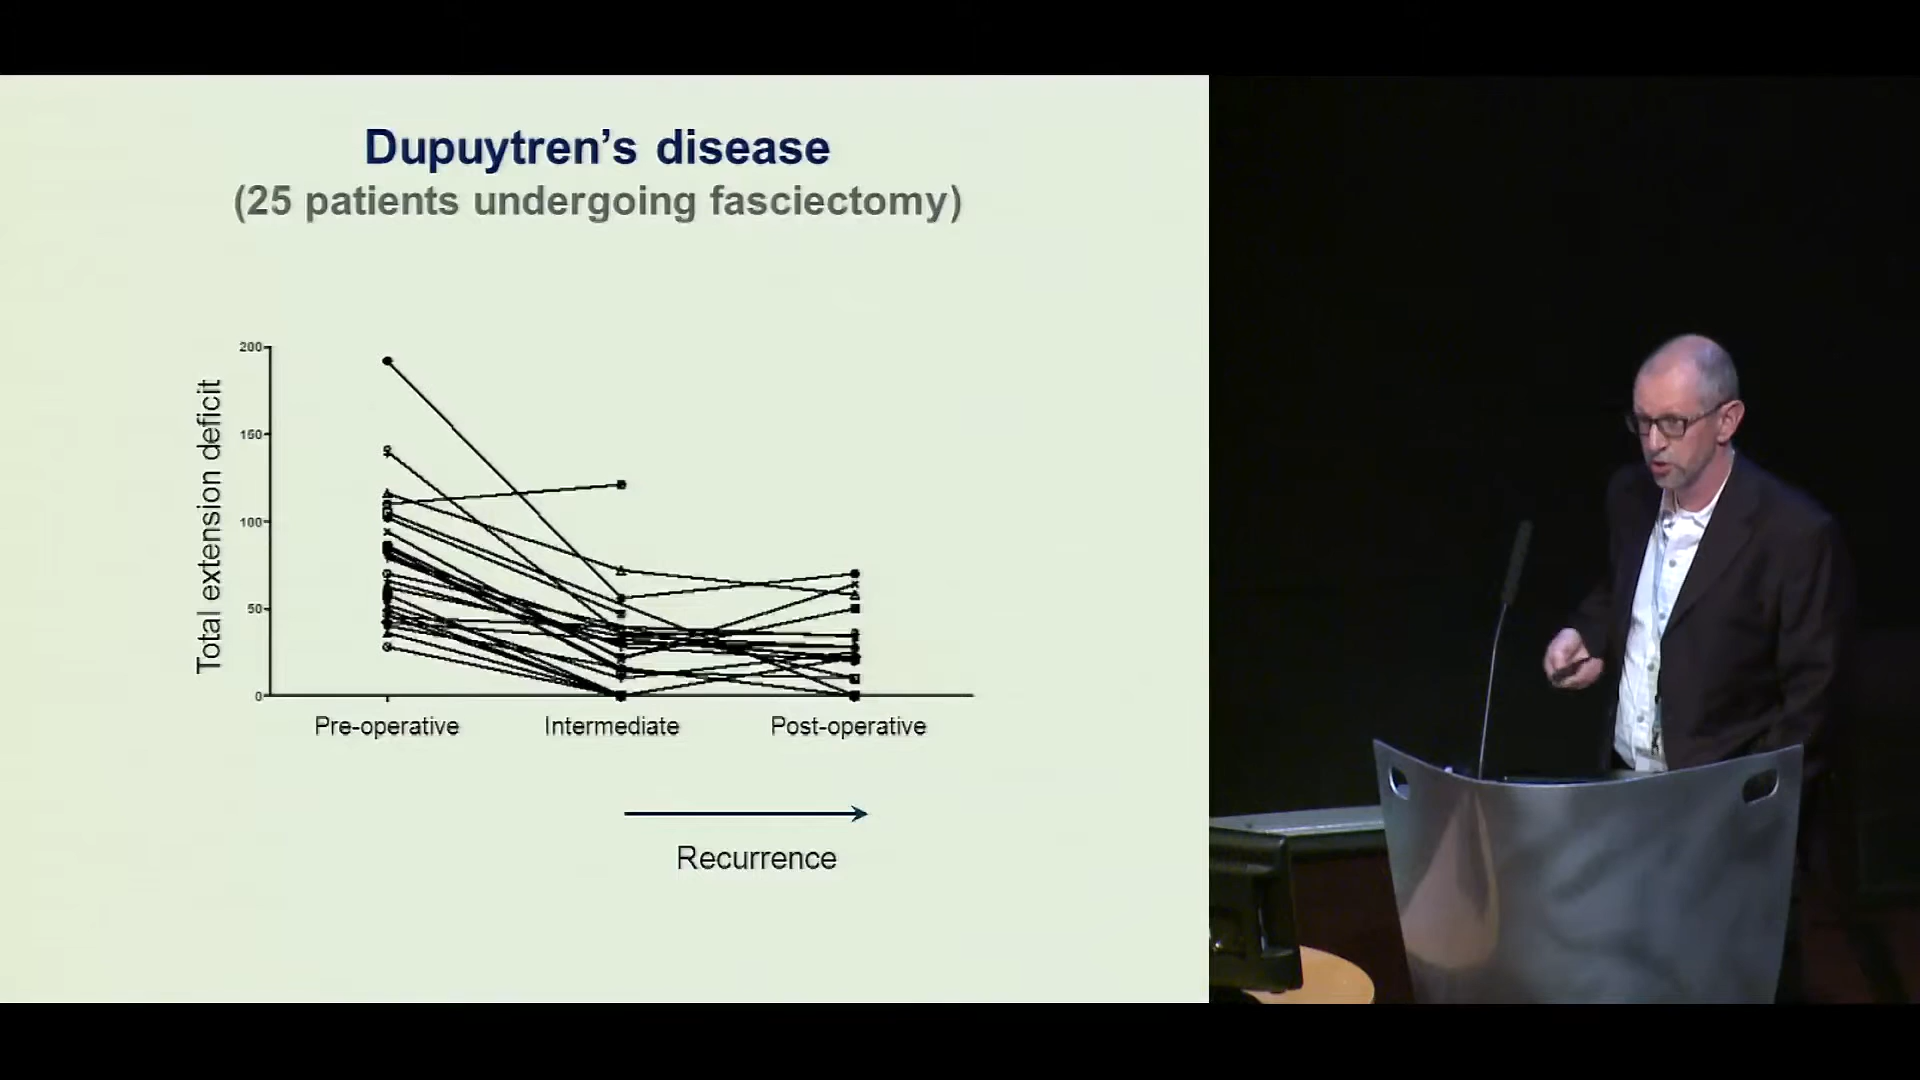 Dupuytren’s disease
(25 patients undergoing fasciectomy)
Total extension deficit
200
150
100
50
0
Pre-operative Intermediate Post-operative
Recurrence